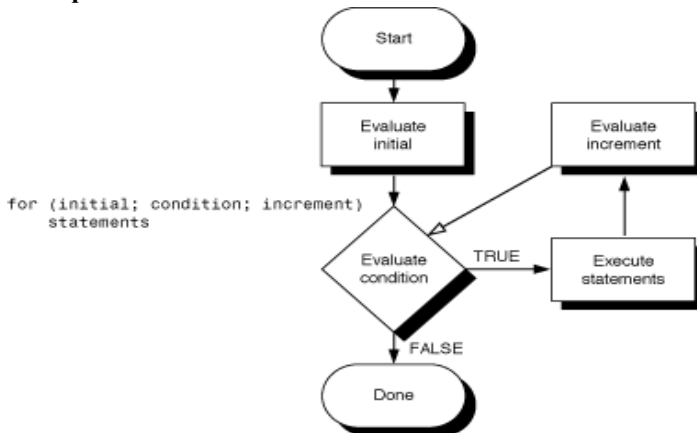 Start
Evaluate
initial
Evaluate
increment
for (initial; condition; increment)
statements
Evaluate
condition
TRUE
Execute
statements
FALSE
Done